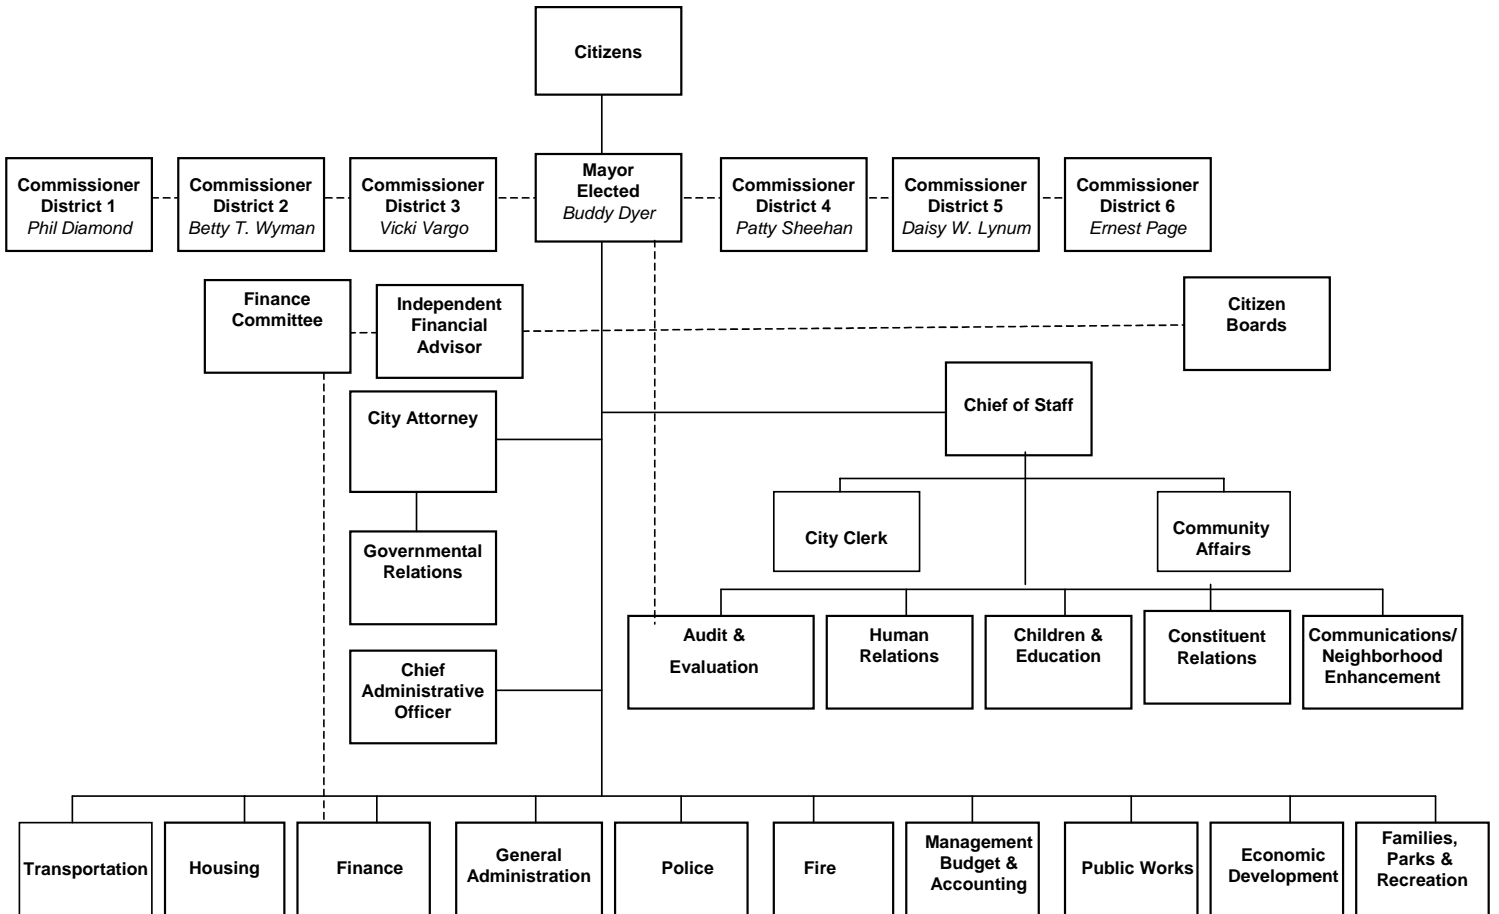 Citizens
Commissioner
District 1
Phil Diamond
Commissioner
District 2
Betty T. Wyman
Commissioner
District 3
Vicki Vargo
Mayor
Elected
Buddy Dyer
Commissioner
District 4
Patty Sheehan
Commissioner
District 5
Daisy W. Lynum
Commissioner
District 6
Ernest Page
Finance
Committee
Independent
Financial
Advisor
Citizen
Boards
City Attorney
Chief of Staff
Governmental
Relations
City Clerk
Community
Affairs
Chief
Administrative
Officer
Audit &
Evaluation
Human
Relations
Children &
Education
Constituent
Relations
Communications/
Neighborhood
Enhancement
Transportation
Housing
Finance
General
Administration
Police
Fire
Management
Budget &
Accounting
Public Works
Economic
Development
Families,
Parks &
Recreation